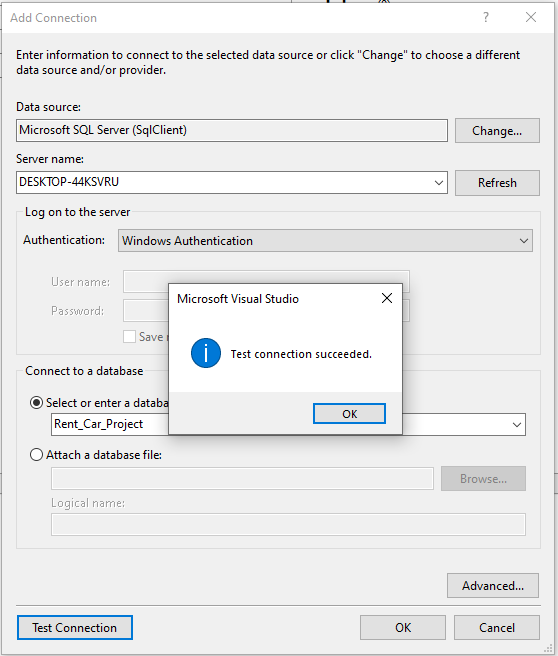 Add Connection
?
Enter information to connect to the selected data source or click "Change" to choose a different
data source and/or provider.
Data source:
Microsoft SQL Server (SqlClient)
Change...
Server name:
DESKTOP-44KSVRU
Refresh
Log on to the server
Authentication:
Windows Authentication
User name:
Password:
Save
Microsoft Visual Studio
Test connection succeeded.
OK
Connect to a database
Select or enter a
Rent_Car_Project
Attach a database file:
Browse...
Logical name:
Advanced...
Test Connection
OK
Cancel